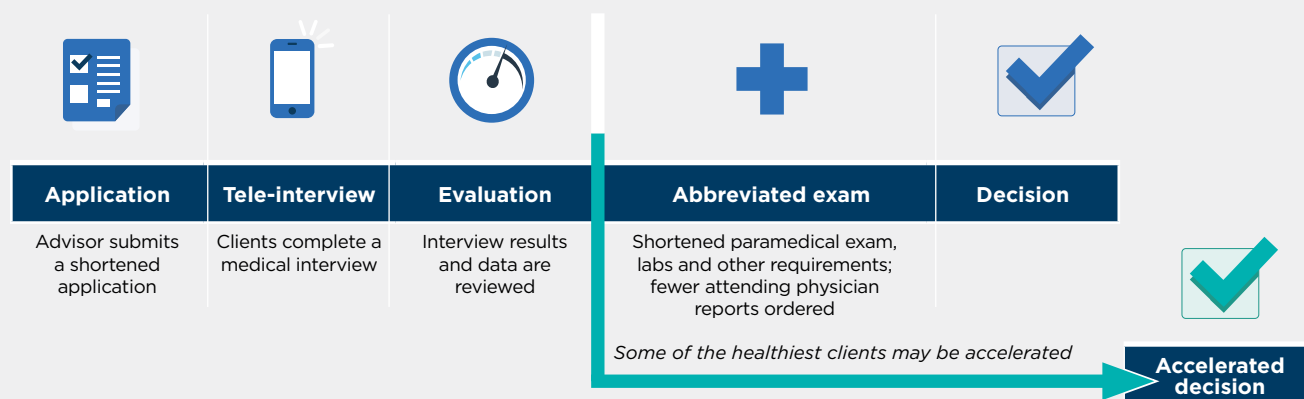 Application
Tele-interview
Evaluation
Abbreviated exam
Decision
Advisor submits
a shortened
application
Clients complete a
medical interview
Interview results
and data are
reviewed
Shortened paramedical exam,
labs and other requirements;
fewer attending physician
reports ordered
Some of the healthiest clients may be accelerated
Accelerated
decision